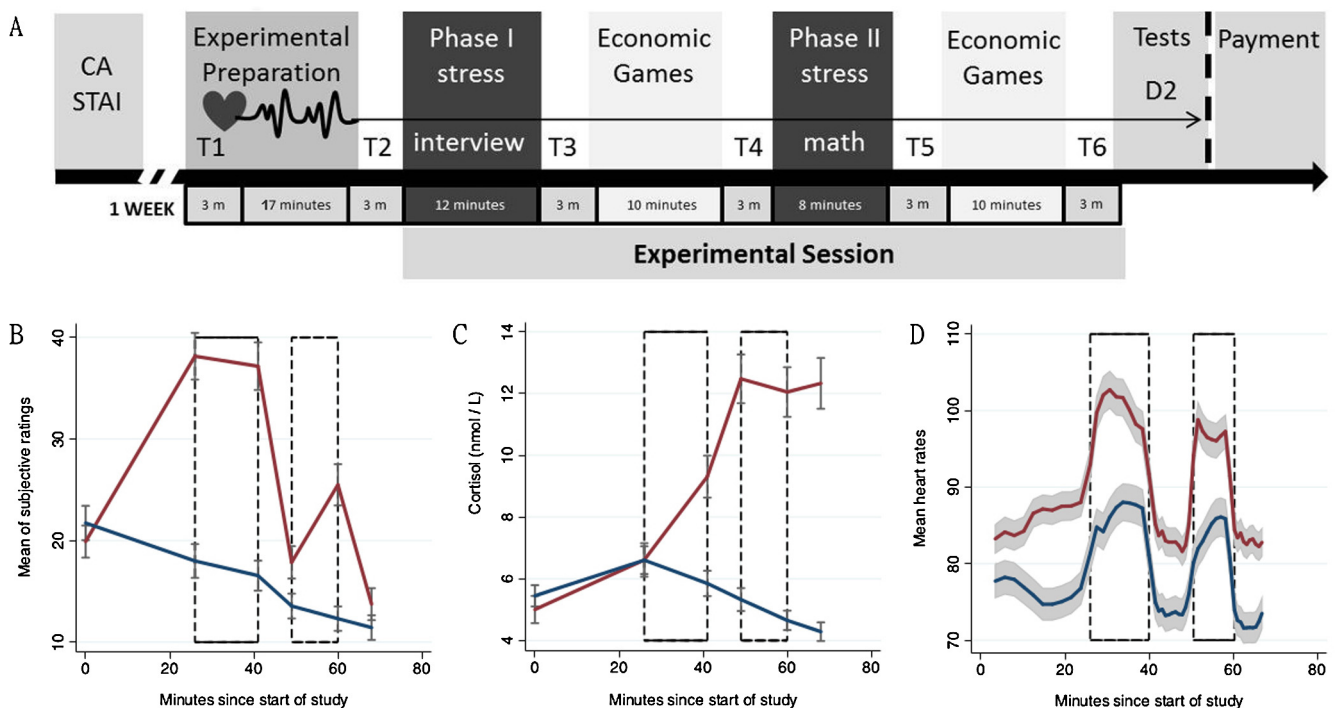 A
CA
STAI
Experimental
Preparation
T1
T2
Phase I
stress
interview
T3
Economic
Games
T4
Phase II
stress
math
T5
Economic
Games
T6
Tests
D2
Payment
1 WEEK
3 m
17 minutes
3 m
12 minutes
3 m
10 minutes
3 m
8 minutes
3 m
10 minutes
3 m
Experimental Session
B
Mean of subjective ratings
40
30
20
10
0
20
40
60
80
Minutes since start of study
C
Cortisol (nmol / L)
14
12
10
8
6
4
0
20
40
60
80
Minutes since start of study
D
Mean heart rates
110
100
90
80
70
0
20
40
60
80
Minutes since start of study